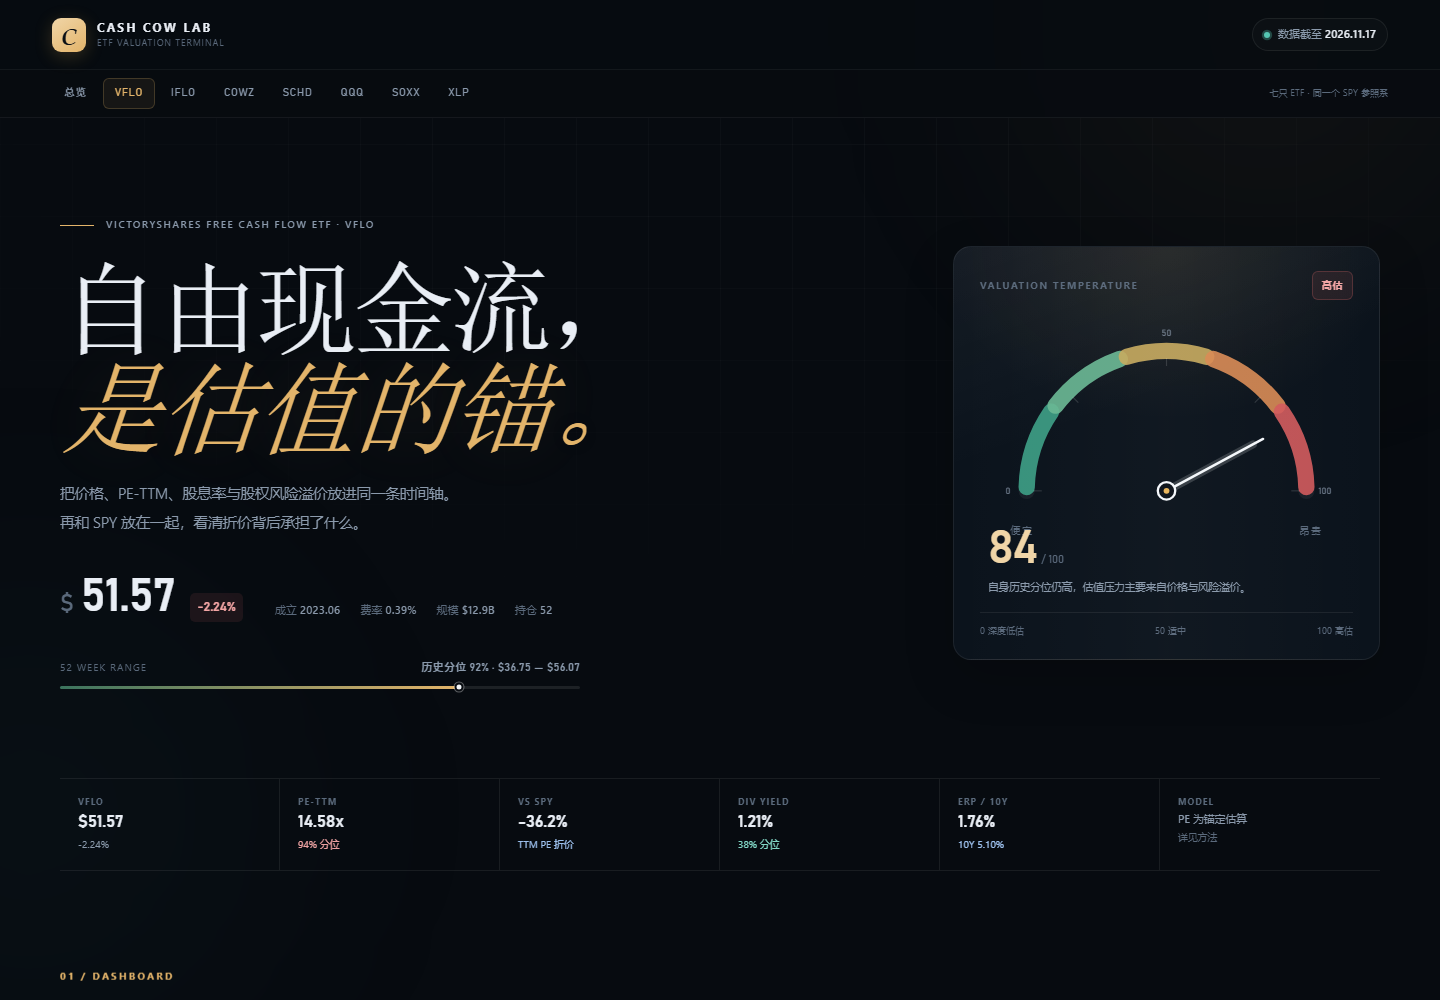 C
CASH COW LAB
ETF VALUATION TERMINAL
数据截至 2026.11.17
总览 VFLO IFLO COWZ SCHD QQQ SOXX XLP
七只 ETF · 同一个 SPY 参照系
VICTORYSHARES FREE CASH FLOW ETF · VFLO
自由现金流，
是估值的锚。
把价格、PE-TTM、股息率与股权风险溢价放进同一条时间轴。
再和 SPY 放在一起，看清折价背后承担了什么。
$ 51.57 -2.24% 成立 2023.06 费率 0.39% 规模 $12.9B 持仓 52
52 WEEK RANGE 历史分位 92% · $36.75 — $56.07
VALUATION TEMPERATURE 高估
50
0 100
便宜 昂贵
84 / 100
自身历史分位仍高，估值压力主要来自价格与风险溢价。
0 深度低估 50 适中 100 高估
VFLO
$51.57
-2.24%
PE-TTM
14.58x
94% 分位
VS SPY
-36.2%
TTM PE 折价
DIV YIELD
1.21%
38% 分位
ERP / 10Y
1.76%
10Y 5.10%
MODEL
PE 为锚定估算
详见方法
01 / DASHBOARD